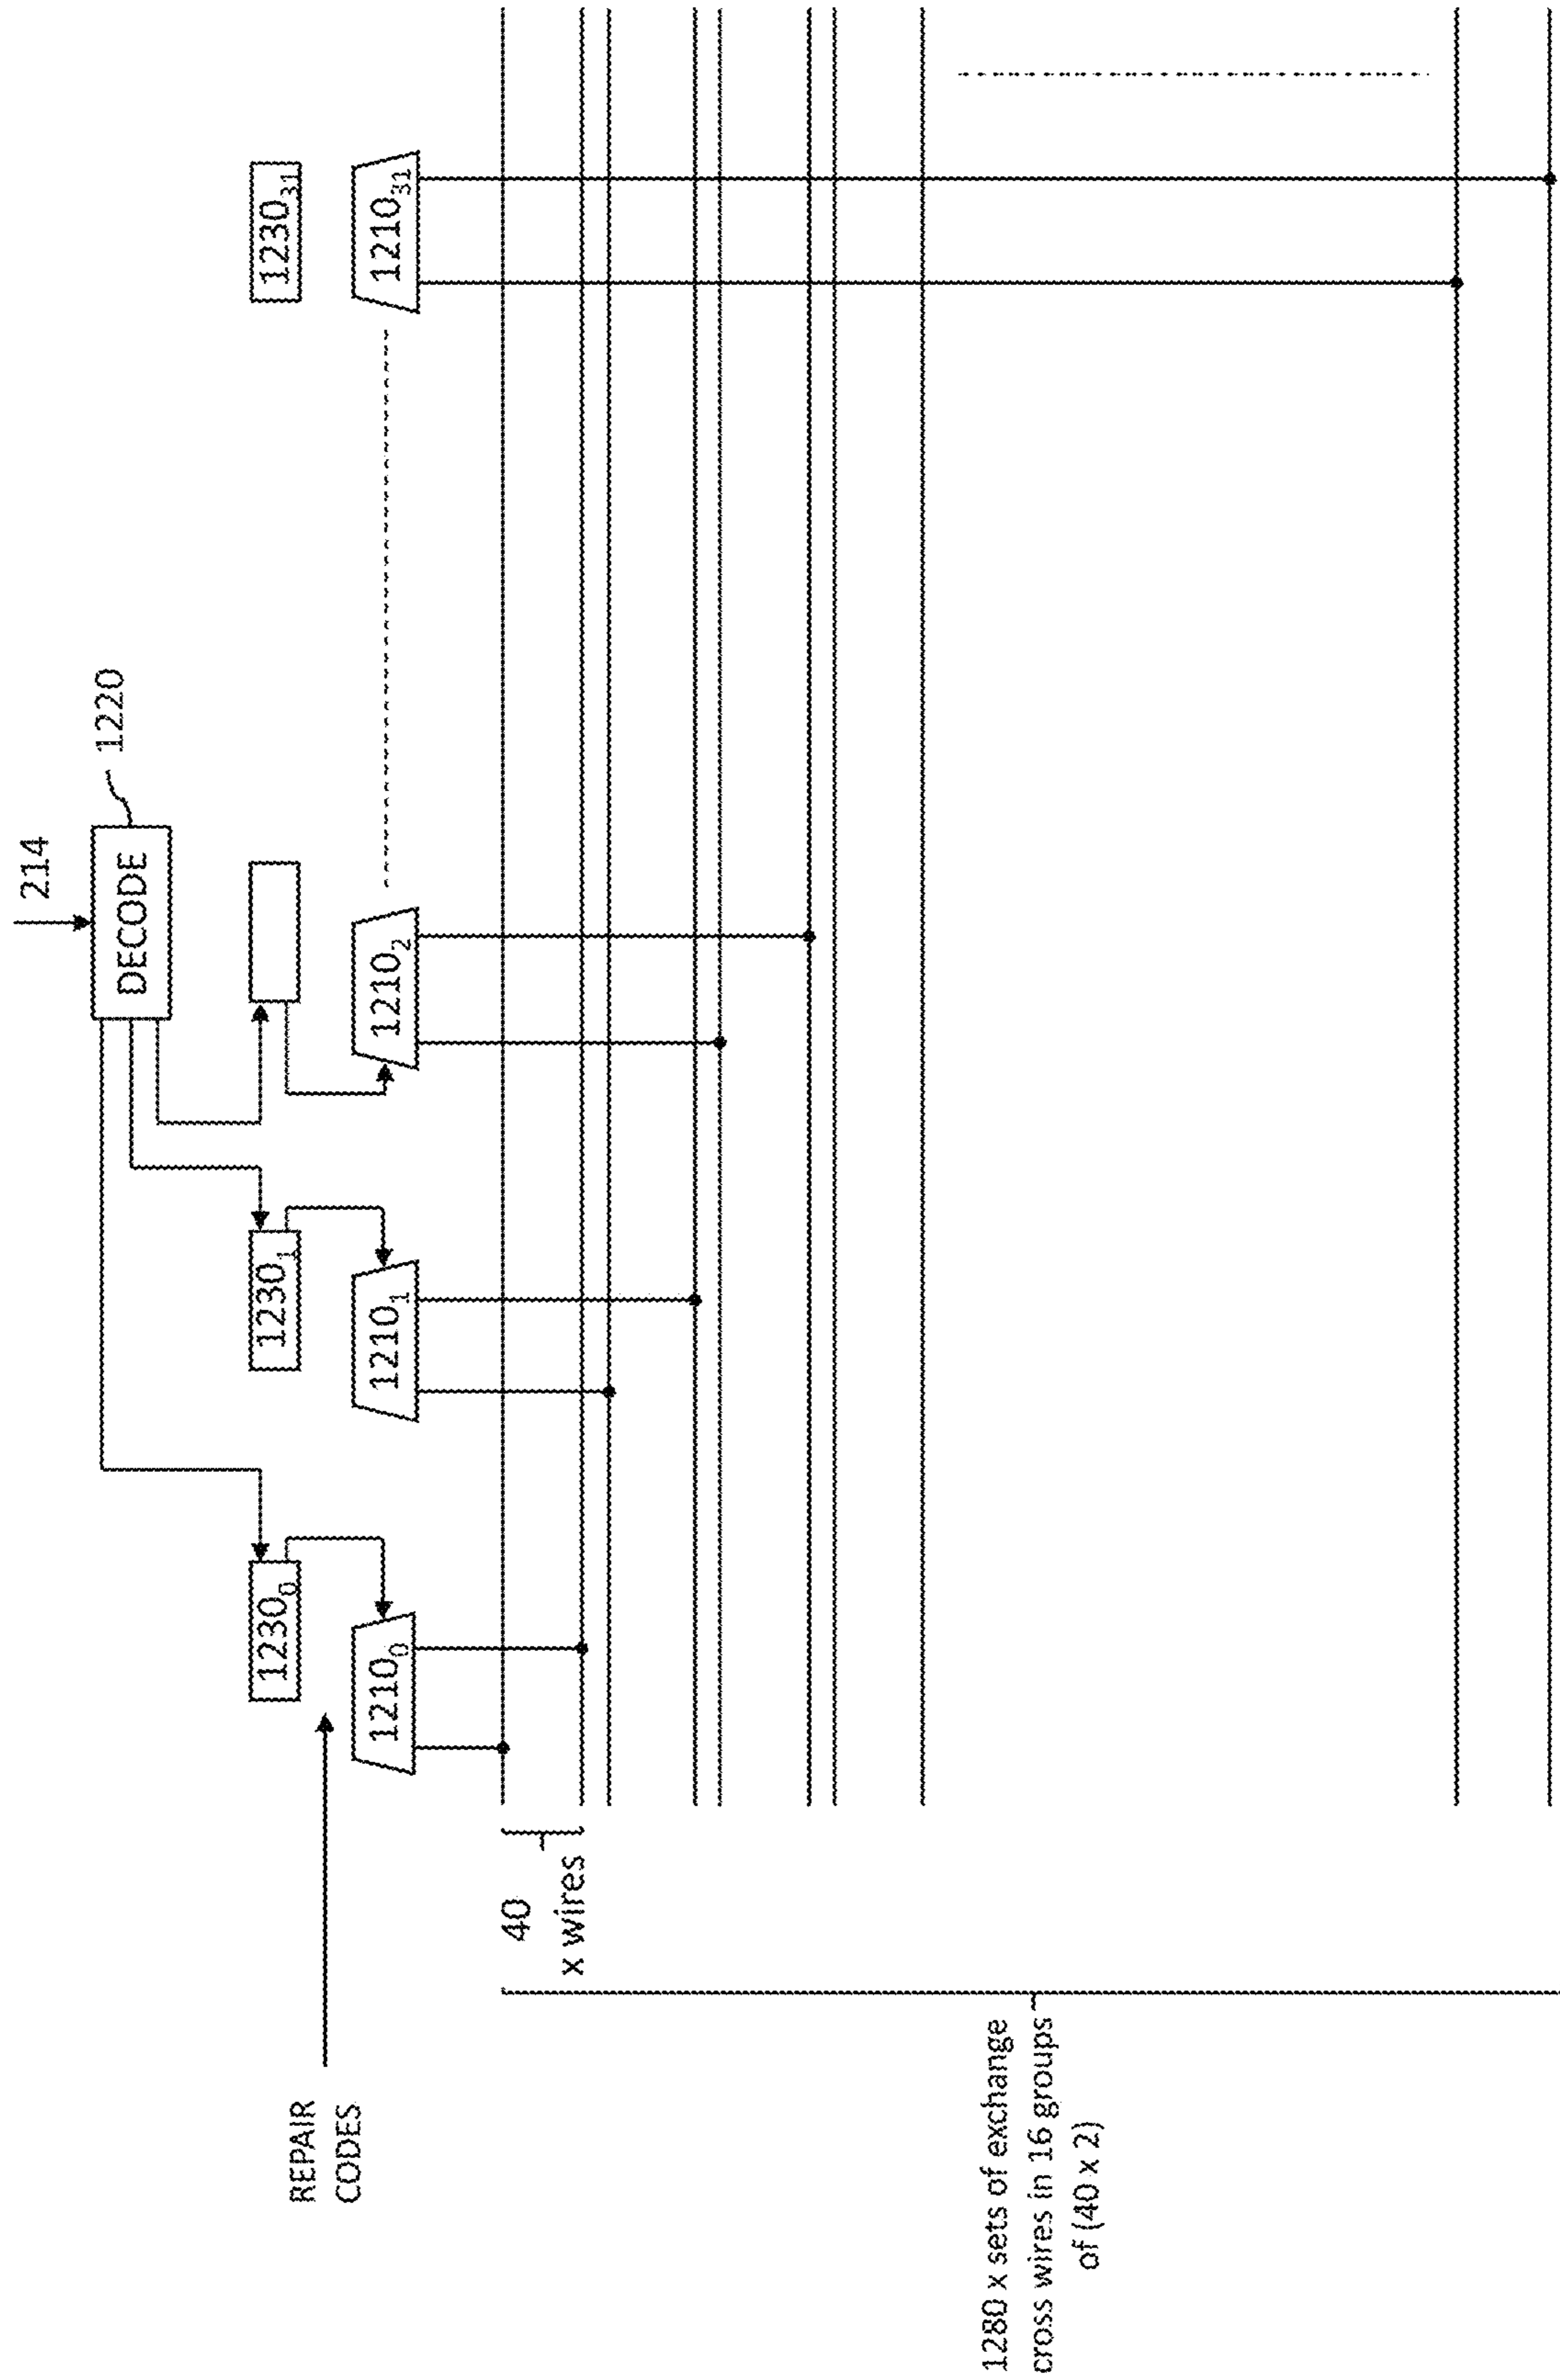 214
DECODE
1220
1230₀
1230₁
1230₃₁
REPAIR
CODES
1210₀
1210₁
1210₂
1210₃₁
40
x wires
1280 x sets of exchange
cross wires in 16 groups
of (40 x 2)